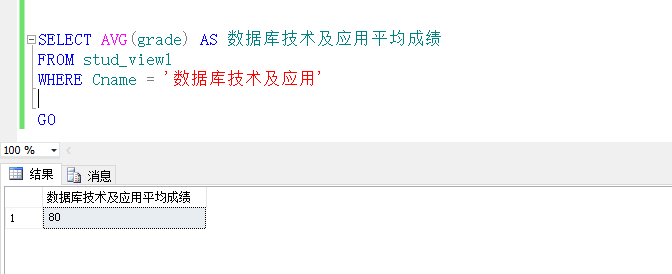 SELECT AVG(grade) AS 数据库技术及应用平均成绩
FROM stud_view1
WHERE Cname = '数据库技术及应用'
GO
100 %
结果 消息
数据库技术及应用平均成绩
1 80